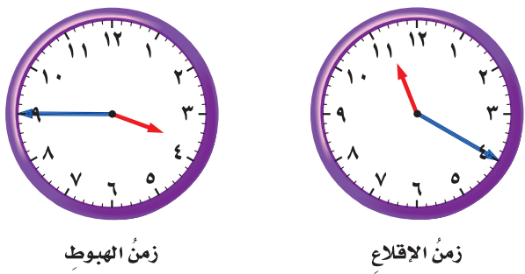 ١٢ ١ ٢ ٣ ٤ ٥ ٦ ٧ ٨ ٩ ١٠ ١١
زمنُ الإقلاعِ
١٢ ١ ٢ ٣ ٤ ٥ ٦ ٧ ٨ ٩ ١٠ ١١
زمنُ الهبوطِ